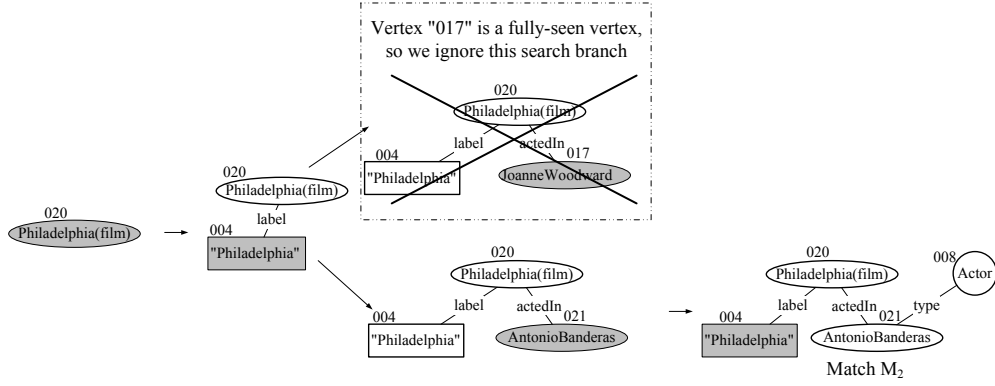 Vertex "017" is a fully-seen vertex,
so we ignore this search branch
020
Philadelphia(film)
label
actedIn
004
017
"Philadelphia"
JoanneWoodward
020
Philadelphia(film)
label
004
"Philadelphia"
020
Philadelphia(film)
020
Philadelphia(film)
label
actedIn
004
021
"Philadelphia"
AntonioBanderas
020
Philadelphia(film)
008
Actor
label
actedIn
type
004
021
"Philadelphia"
AntonioBanderas
Match M₂